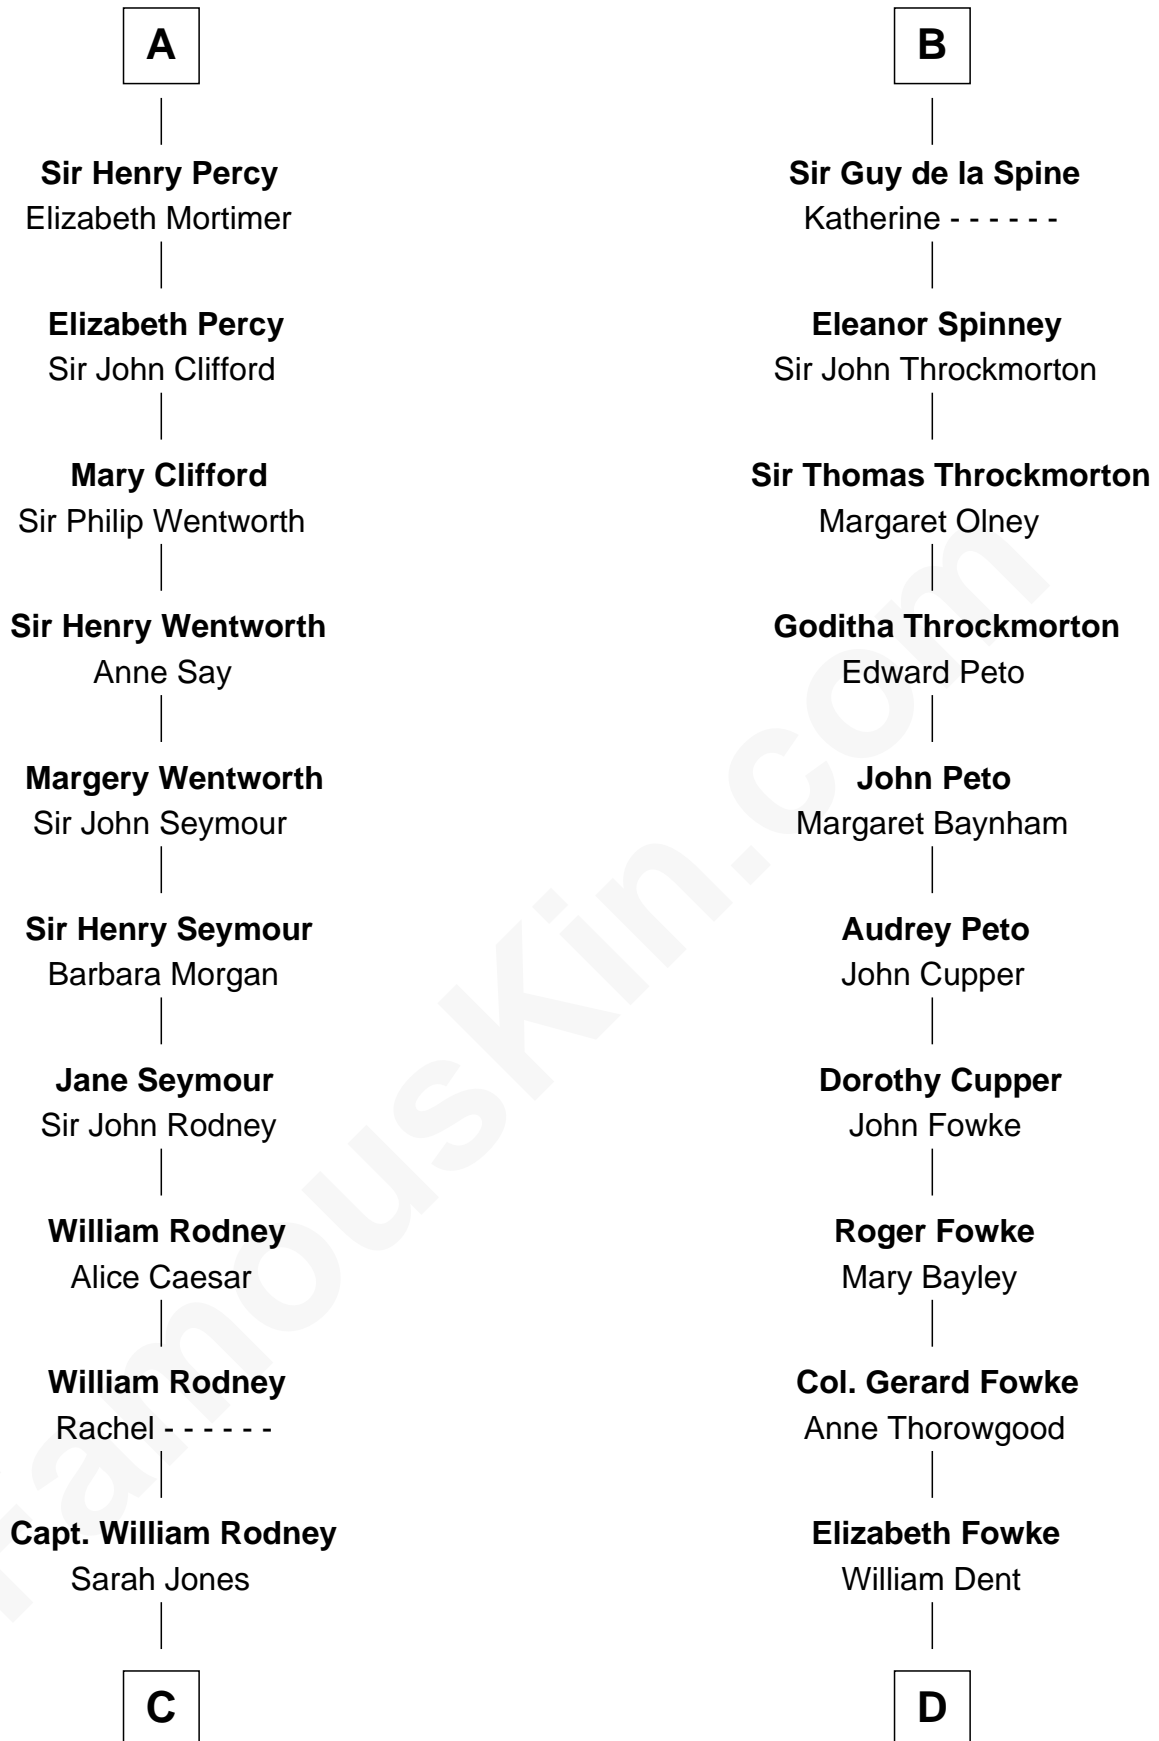 A
Sir Henry Percy
Elizabeth Mortimer
Elizabeth Percy
Sir John Clifford
Mary Clifford
Sir Philip Wentworth
Sir Henry Wentworth
Anne Say
Margery Wentworth
Sir John Seymour
Sir Henry Seymour
Barbara Morgan
Jane Seymour
Sir John Rodney
William Rodney
Alice Caesar
William Rodney
Rachel - - - - - -
Capt. William Rodney
Sarah Jones
C
B
Sir Guy de la Spine
Katherine - - - - - -
Eleanor Spinney
Sir John Throckmorton
Sir Thomas Throckmorton
Margaret Olney
Goditha Throckmorton
Edward Peto
John Peto
Margaret Baynham
Audrey Peto
John Cupper
Dorothy Cupper
John Fowke
Roger Fowke
Mary Bayley
Col. Gerard Fowke
Anne Thorowgood
Elizabeth Fowke
William Dent
D
FamousKin.com